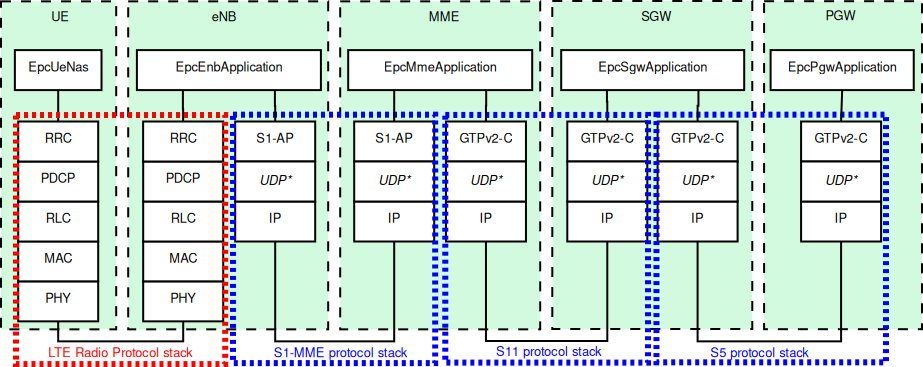 UE eNB MME SGW PGW
EpcUeNas EpcEnbApplication EpcMmeApplication EpcSgwApplication EpcPgwApplication
RRC RRC S1-AP S1-AP GTPv2-C GTPv2-C GTPv2-C GTPv2-C
PDCP PDCP UDP* UDP* UDP* UDP* UDP* UDP*
RLC RLC IP IP IP IP IP IP
MAC MAC
PHY PHY
LTE Radio Protocol stack S1-MME protocol stack S11 protocol stack S5 protocol stack